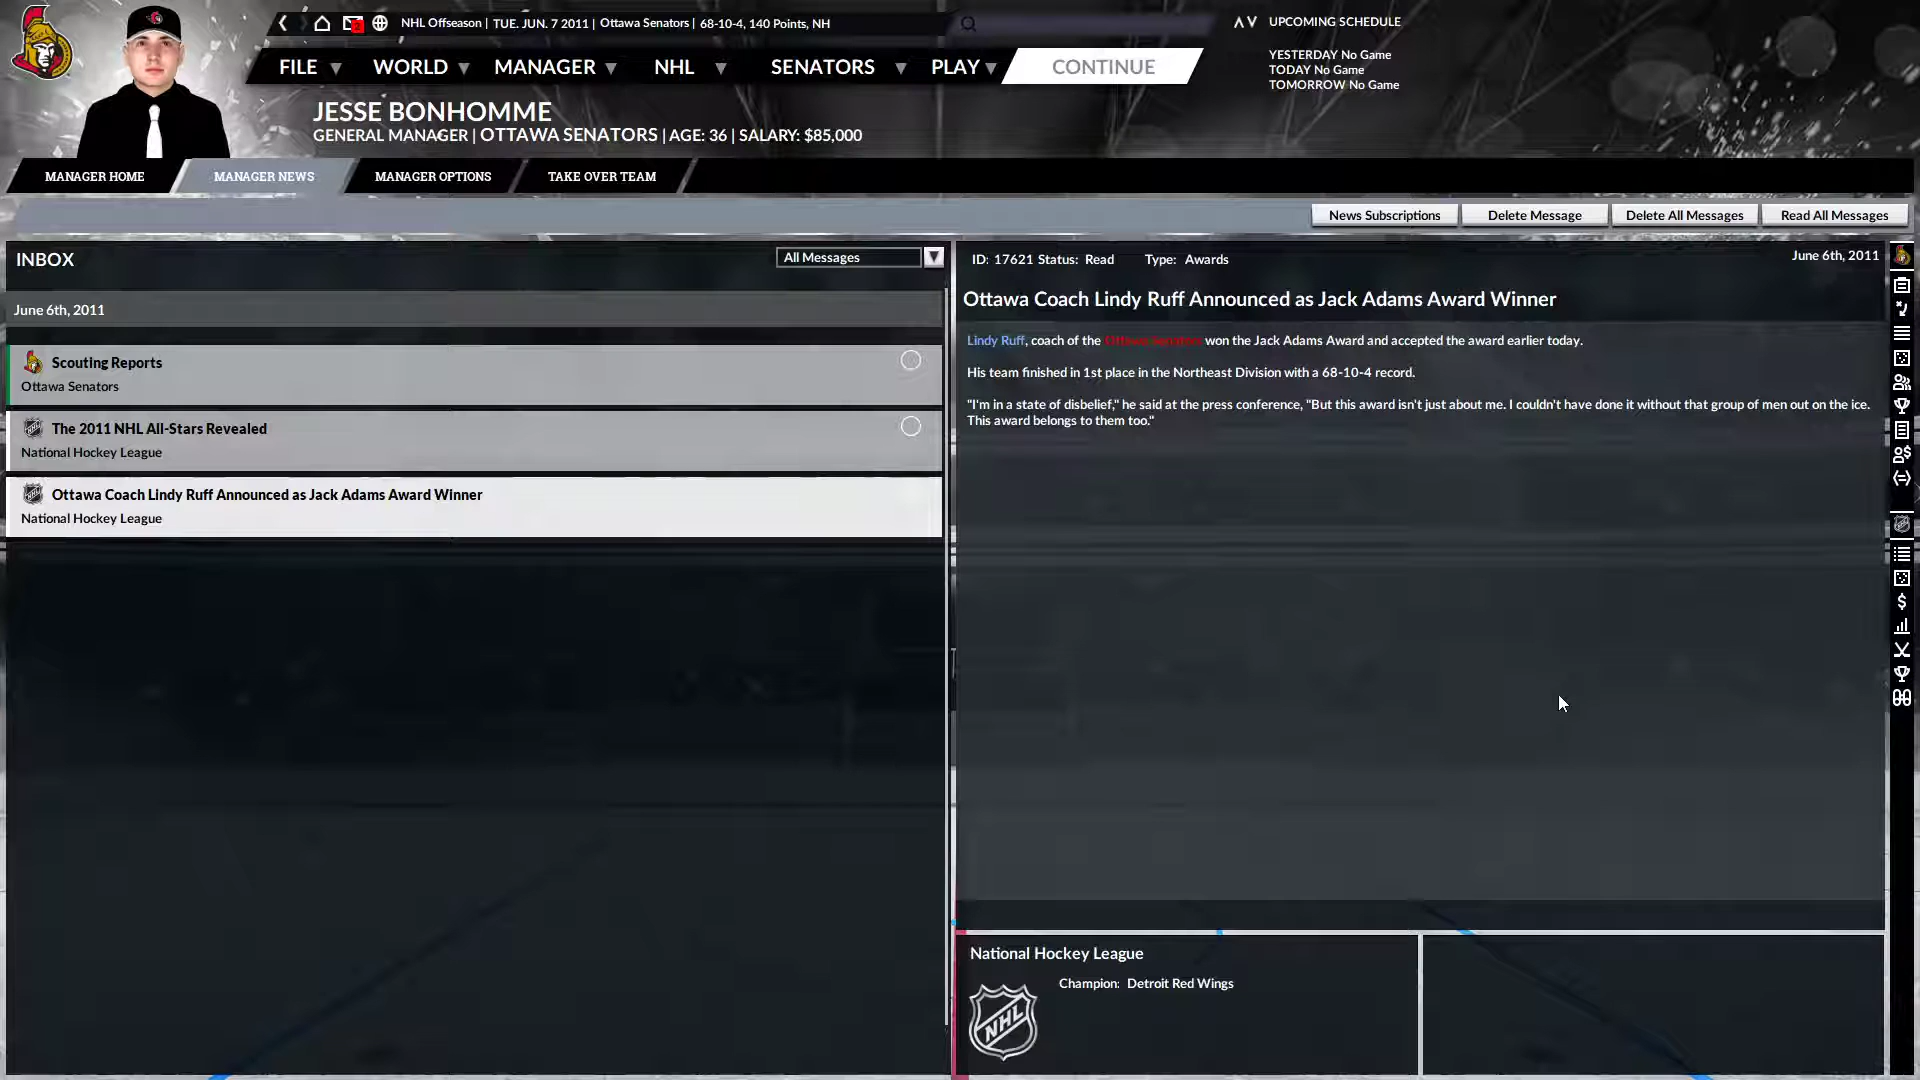 NHL Offseason | TUE. JUN. 7 2011 | Ottawa Senators | 68-10-4, 140 Points, NH
UPCOMING SCHEDULE
YESTERDAY No Game
TODAY No Game
TOMORROW No Game
FILE WORLD MANAGER NHL SENATORS PLAY CONTINUE
JESSE BONHOMME
GENERAL MANAGER | OTTAWA SENATORS | AGE: 36 | SALARY: $85,000
MANAGER HOME MANAGER NEWS MANAGER OPTIONS TAKE OVER TEAM
News Subscriptions Delete Message Delete All Messages Read All Messages
INBOX All Messages
June 6th, 2011
Scouting Reports
Ottawa Senators
The 2011 NHL All-Stars Revealed
National Hockey League
Ottawa Coach Lindy Ruff Announced as Jack Adams Award Winner
National Hockey League
ID: 17621 Status: Read Type: Awards June 6th, 2011
Ottawa Coach Lindy Ruff Announced as Jack Adams Award Winner
Lindy Ruff, coach of the Ottawa Senators won the Jack Adams Award and accepted the award earlier today.
His team finished in 1st place in the Northeast Division with a 68-10-4 record.
"I'm in a state of disbelief," he said at the press conference, "But this award isn't just about me. I couldn't have done it without that group of men out on the ice.
This award belongs to them too."
National Hockey League
Champion: Detroit Red Wings
NHL